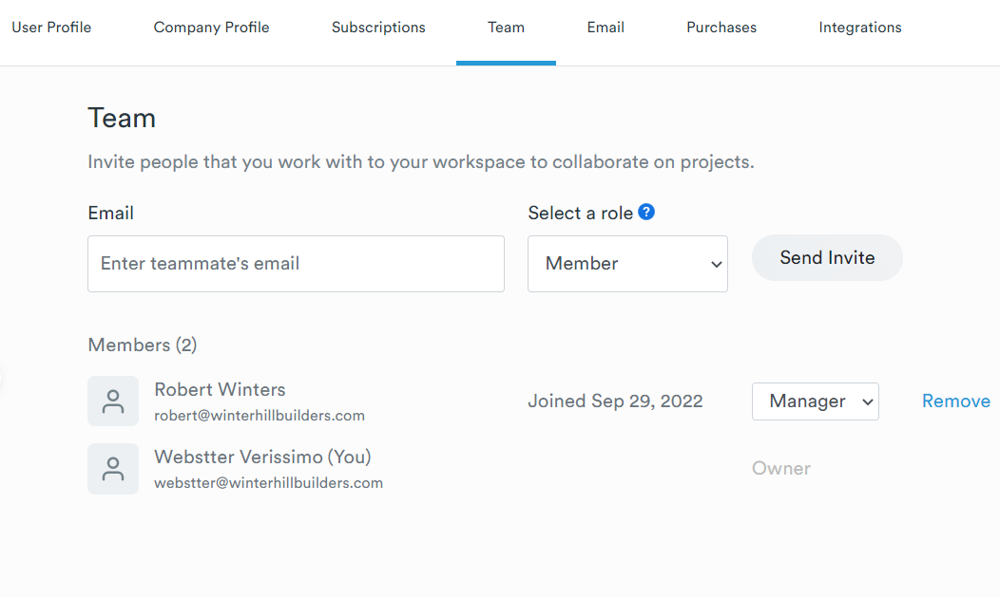 User Profile Company Profile Subscriptions Team Email Purchases Integrations
Team
Invite people that you work with to your workspace to collaborate on projects.
Email Select a role ?
Enter teammate's email Member Send Invite
Members (2)
Robert Winters
robert@winterhillbuilders.com
Joined Sep 29, 2022 Manager Remove
Webstter Verissimo (You)
webstter@winterhillbuilders.com
Owner